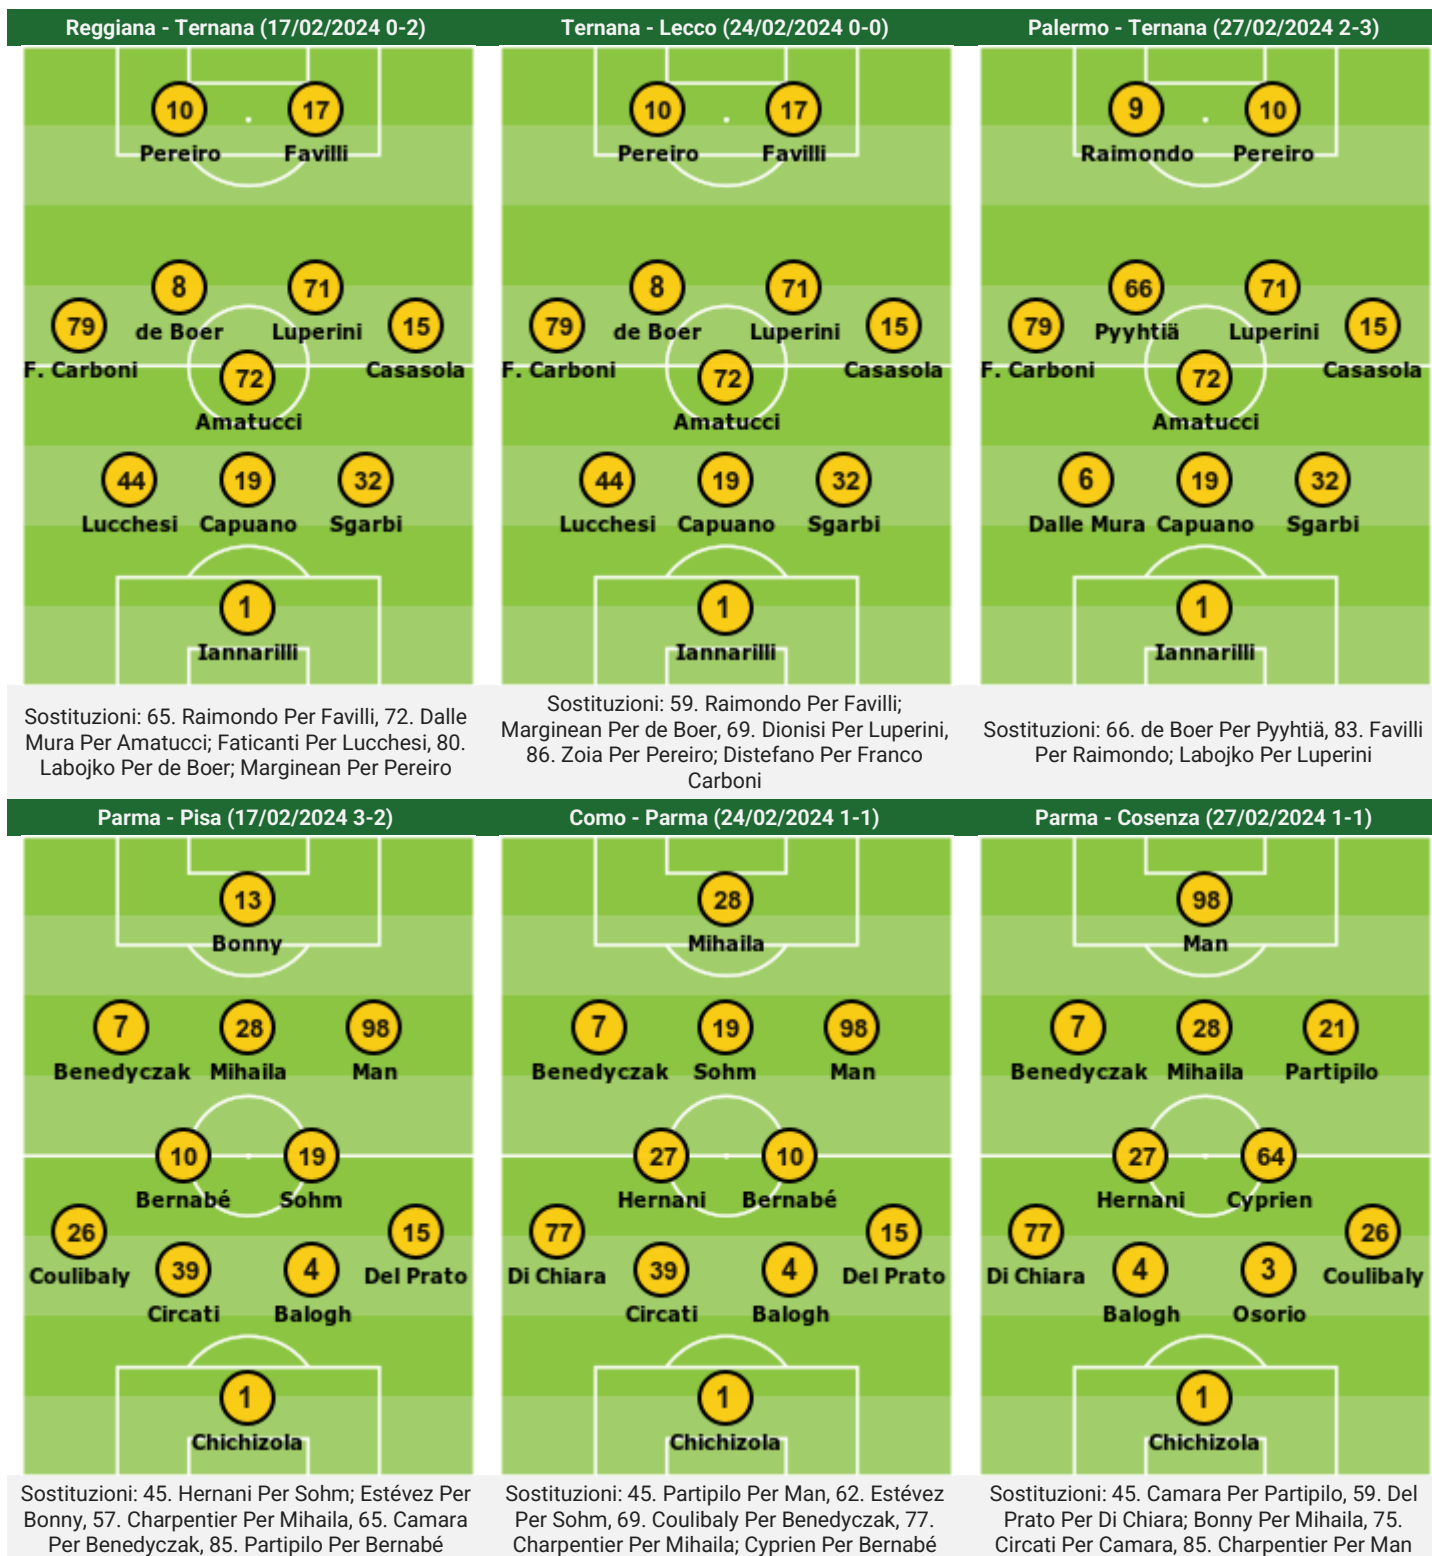 Reggiana - Ternana (17/02/2024 0-2)
10
17
Pereiro
Favilli
8
71
79
de Boer
Luperini
15
F. Carboni
72
Casasola
Amatucci
44
19
32
Lucchesi
Capuano
Sgarbi
1
Iannarilli
Sostituzioni: 65. Raimondo Per Favilli, 72. Dalle
Mura Per Amatucci; Faticanti Per Lucchesi, 80.
Labojko Per de Boer; Marginean Per Pereiro
Ternana - Lecco (24/02/2024 0-0)
10
17
Pereiro
Favilli
8
71
79
de Boer
Luperini
15
F. Carboni
72
Casasola
Amatucci
44
19
32
Lucchesi
Capuano
Sgarbi
1
Iannarilli
Sostituzioni: 59. Raimondo Per Favilli;
Marginean Per de Boer, 69. Dionisi Per Luperini,
86. Zoia Per Pereiro; Distefano Per Franco
Carboni
Palermo - Ternana (27/02/2024 2-3)
9
10
Raimondo
Pereiro
66
71
79
Pyyhtiä
Luperini
15
F. Carboni
72
Casasola
Amatucci
6
19
32
Dalle Mura
Capuano
Sgarbi
1
Iannarilli
Sostituzioni: 66. de Boer Per Pyyhtiä, 83. Favilli
Per Raimondo; Labojko Per Luperini
Parma - Pisa (17/02/2024 3-2)
13
Bonny
7
28
98
Benedyczak
Mihaila
Man
10
19
Bernabé
Sohm
26
15
Coulibaly
39
4
Del Prato
Circati
Balogh
1
Chichizola
Sostituzioni: 45. Hernani Per Sohm; Estévez Per
Bonny, 57. Charpentier Per Mihaila, 65. Camara
Per Benedyczak, 85. Partipilo Per Bernabé
Como - Parma (24/02/2024 1-1)
28
Mihaila
7
19
98
Benedyczak
Sohm
Man
27
10
Hernani
Bernabé
77
15
Di Chiara
39
4
Del Prato
Circati
Balogh
1
Chichizola
Sostituzioni: 45. Partipilo Per Man, 62. Estévez
Per Sohm, 69. Coulibaly Per Benedyczak, 77.
Charpentier Per Mihaila; Cyprien Per Bernabé
Parma - Cosenza (27/02/2024 1-1)
98
Man
7
28
21
Benedyczak
Mihaila
Partipilo
27
64
Hernani
Cyprien
77
26
Di Chiara
4
3
Coulibaly
Balogh
Osorio
1
Chichizola
Sostituzioni: 45. Camara Per Partipilo, 59. Del
Prato Per Di Chiara; Bonny Per Mihaila, 75.
Circati Per Camara, 85. Charpentier Per Man